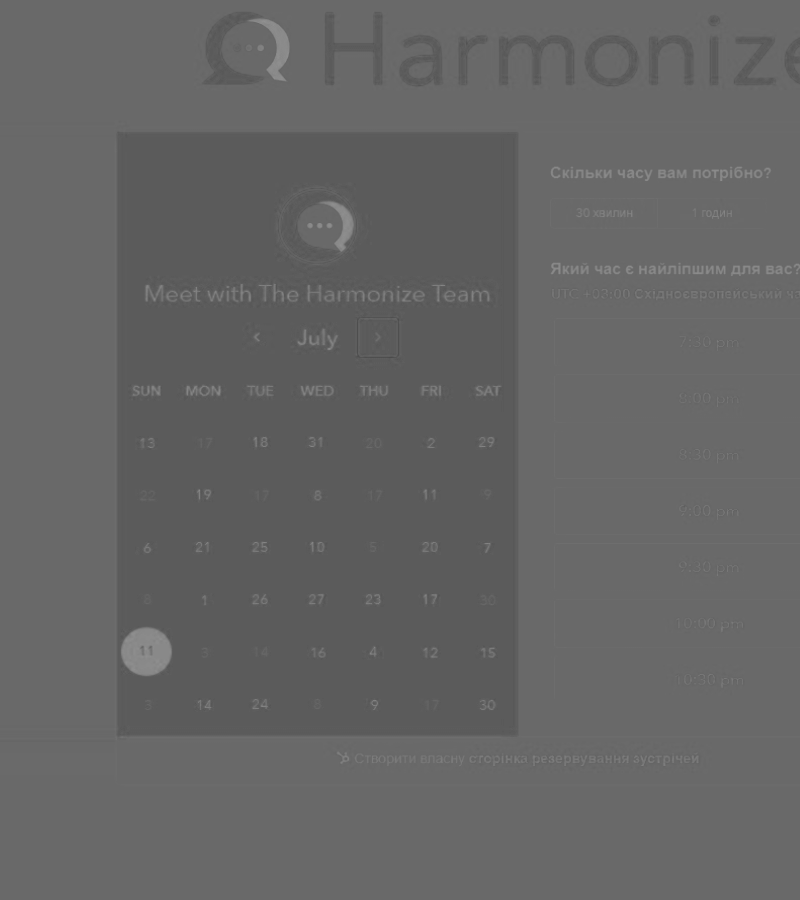 Harmonize
Meet with The Harmonize Team
July
SUN MON TUE WED THU FRI SAT
13 17 18 31 20 2 29
22 19 17 8 17 11 9
6 21 25 10 5 20 7
8 1 26 27 23 17 30
11 3 14 16 4 12 15
3 14 24 8 9 17 30
Скільки часу вам потрібно?
30 хвилин 1 годин
Який час є найліпшим для вас?
UTC +03:00 Східноєвропейський
7:30 pm
8:00 pm
8:30 pm
9:00 pm
9:30 pm
10:00 pm
10:30 pm
Створити власну сторінка резервування зустрічей